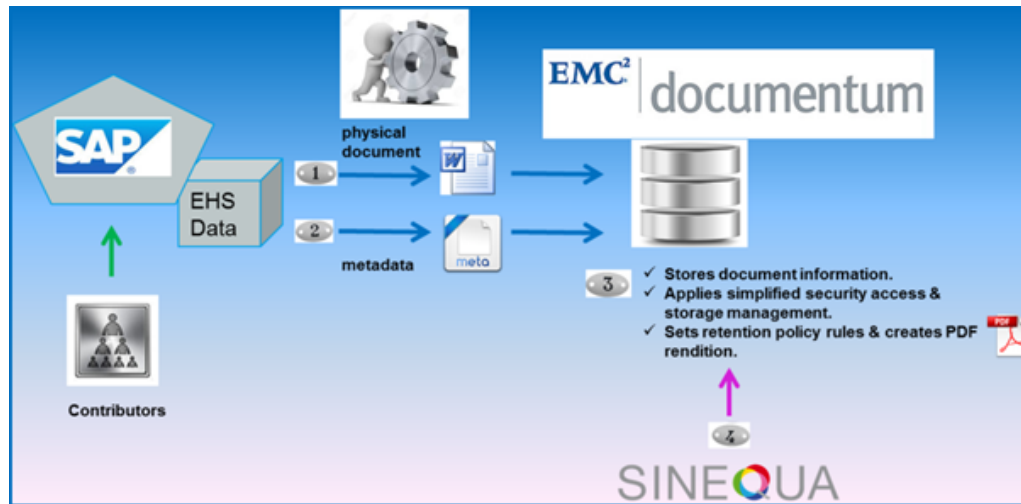 EMC²
documentum
SAP
physical
document
1
W
EHS
Data
2
meta
metadata
3
✓ Stores document information.
✓ Applies simplified security access &
storage management.
✓ Sets retention policy rules & creates PDF
rendition.
PDF
Contributors
4
SINEQUA